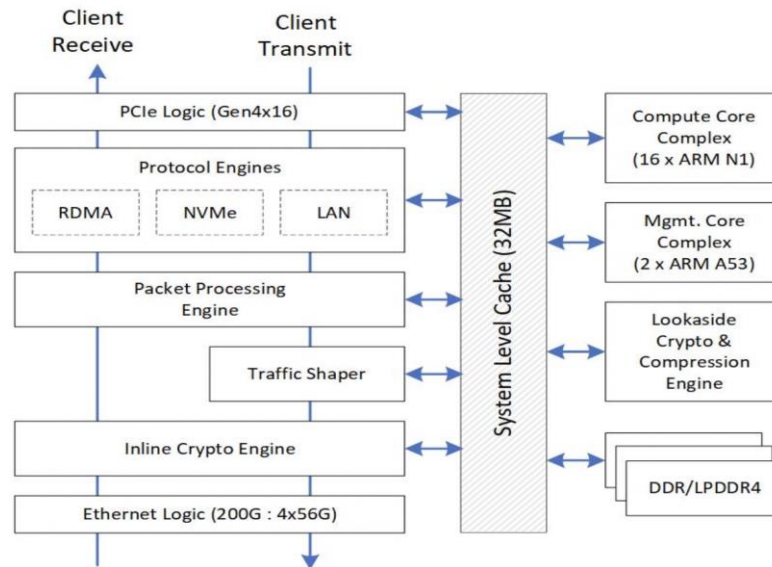 Client
Receive
Client
Transmit
PCIe Logic (Gen4x16)
Protocol Engines
RDMA
NVMe
LAN
Packet Processing
Engine
Traffic Shaper
Inline Crypto Engine
Ethernet Logic (200G : 4x56G)
System Level Cache (32MB)
Compute Core
Complex
(16 x ARM N1)
Mgmt. Core
Complex
(2 x ARM A53)
Lookaside
Crypto &
Compression
Engine
DDR/LPDDR4